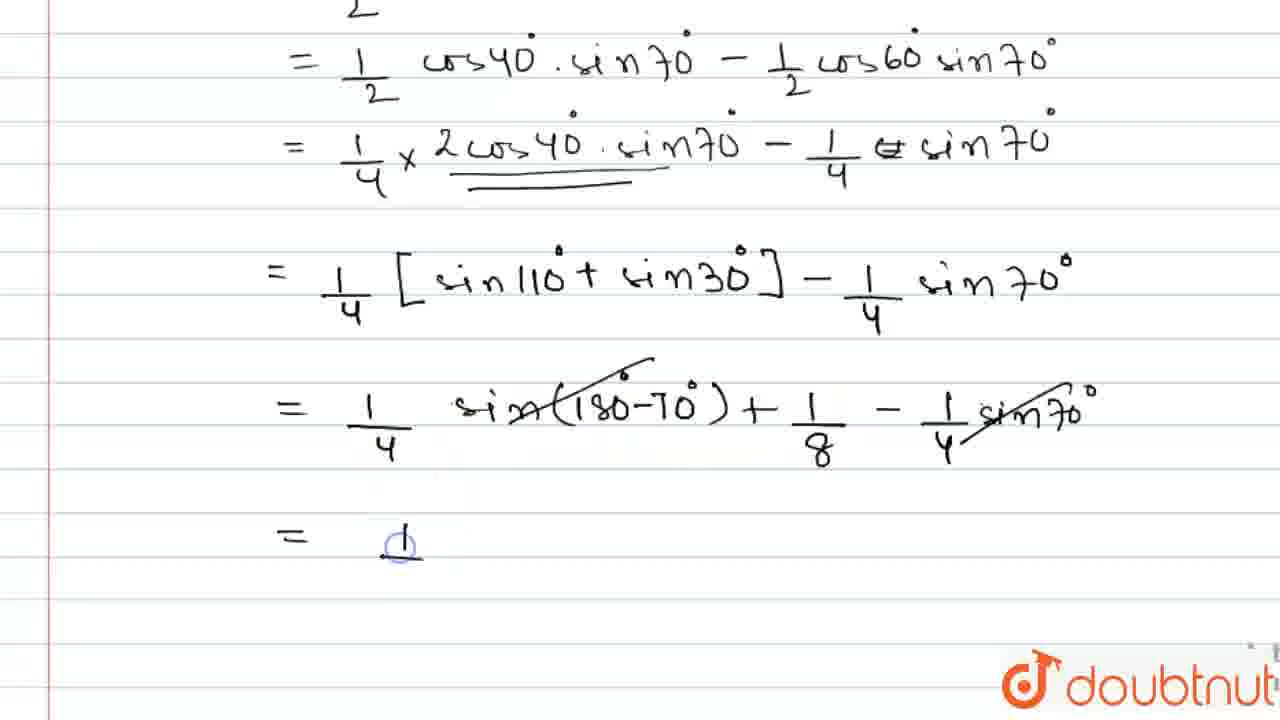 2
= 1/2 cos40°.sin70° - 1/2 cos60° sin70°
= 1/4 × 2cos40°.sin70° - 1/4 sin70°
= 1/4 [sin110° + sin30°] - 1/4 sin70°
= 1/4 sin(180°-70°) + 1/8 - 1/4 sin70°
= 1
doubtnut